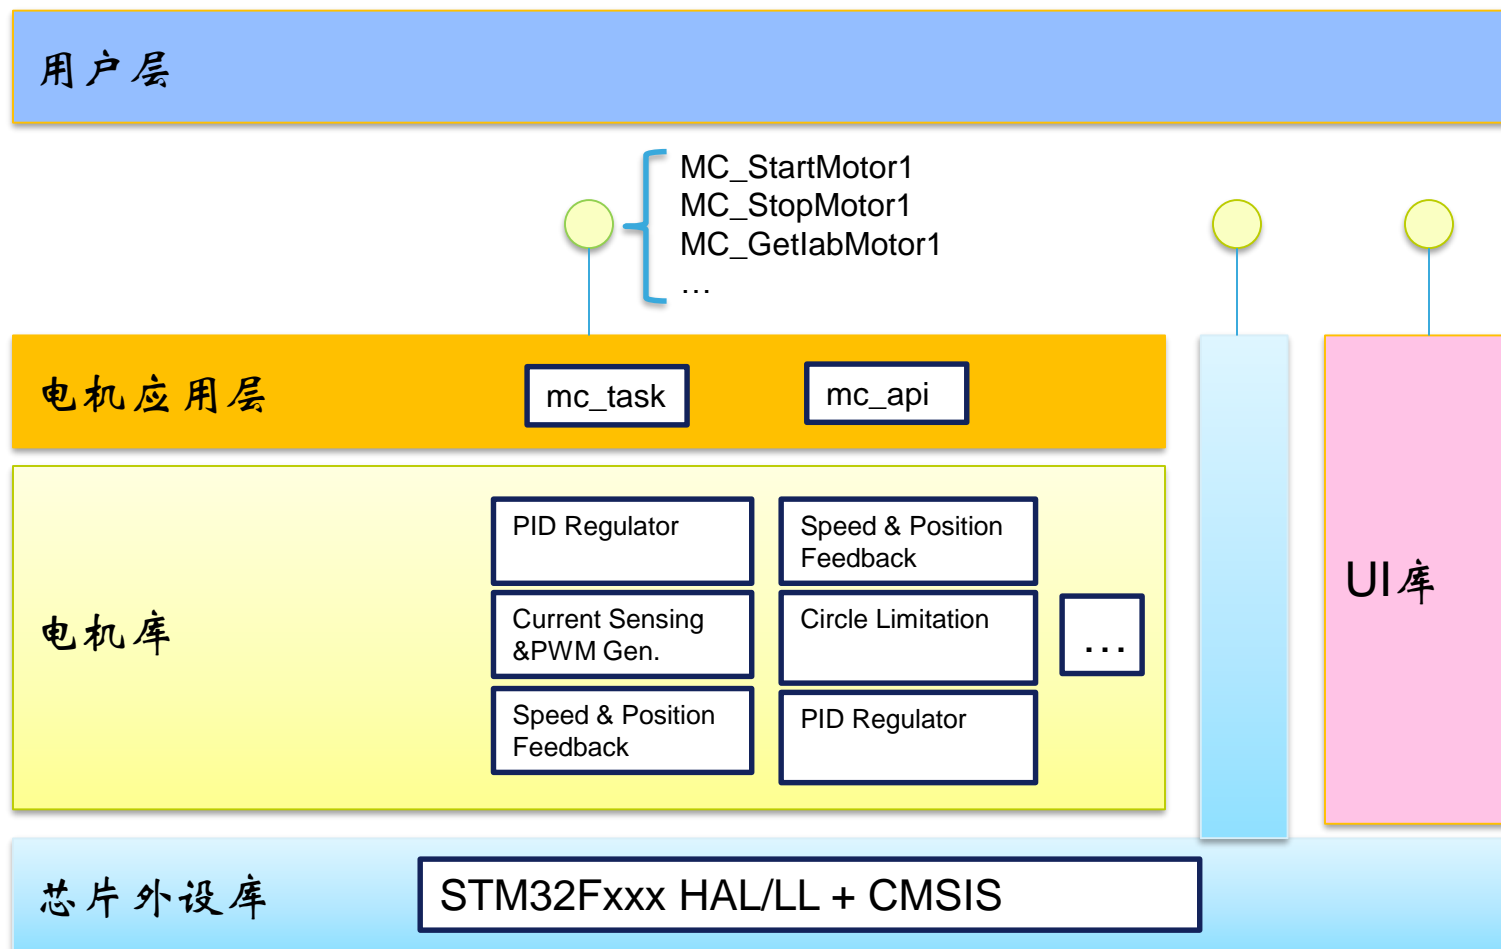 用户层
MC_StartMotor1
MC_StopMotor1
MC_GetIabMotor1
…
电机应用层
mc_task
mc_api
电机库
PID Regulator
Speed & Position
Feedback
Current Sensing
&PWM Gen.
Circle Limitation
...
Speed & Position
Feedback
PID Regulator
UI库
芯片外设库
STM32Fxxx HAL/LL + CMSIS